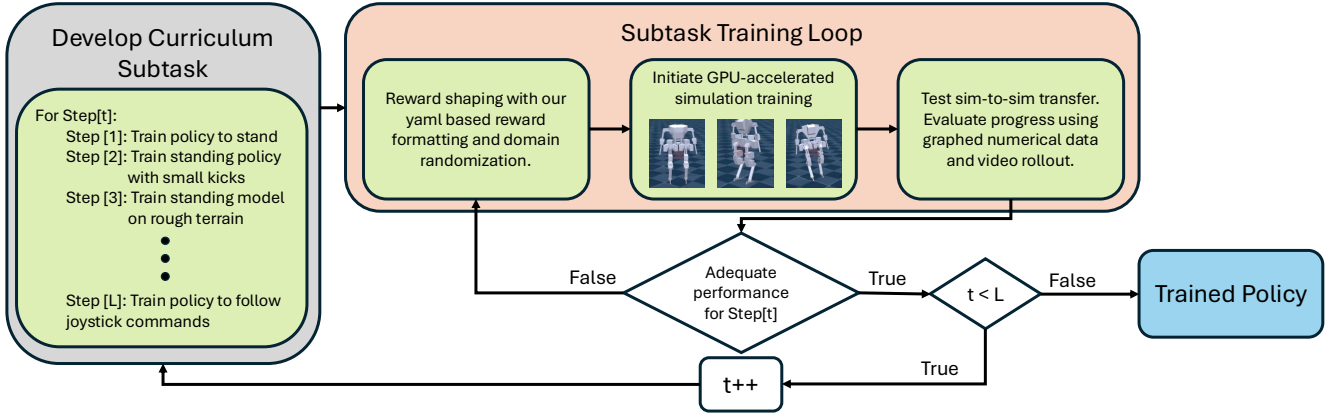 Develop Curriculum
Subtask
For Step[t]:
Step [1]: Train policy to stand
Step [2]: Train standing policy
with small kicks
Step [3]: Train standing model
on rough terrain
Step [L]: Train policy to follow
joystick commands
Subtask Training Loop
Reward shaping with our
yaml based reward
formatting and domain
randomization.
Initiate GPU-accelerated
simulation training
Test sim-to-sim transfer.
Evaluate progress using
graphed numerical data
and video rollout.
Adequate
performance
for Step[t]
False
True
t < L
False
True
t++
Trained Policy